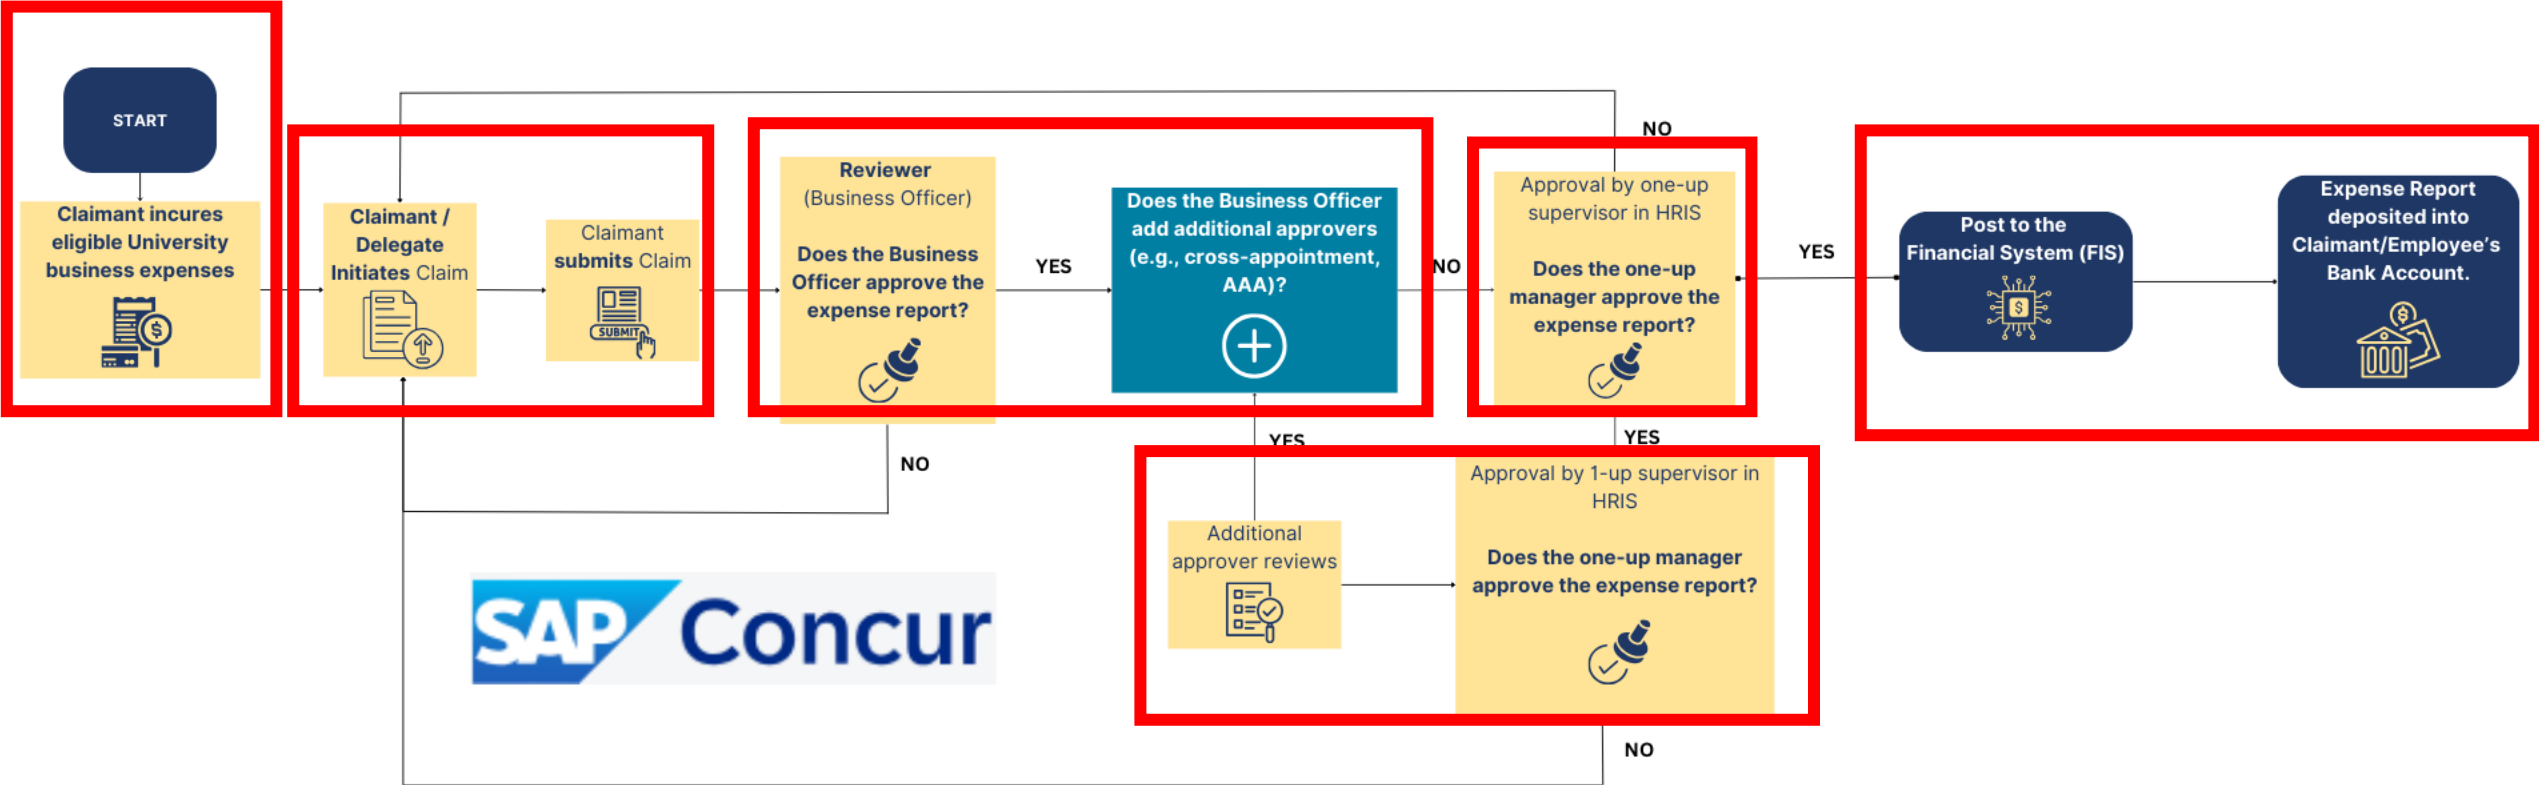 START
Claimant incures
eligible University
business expenses
Claimant /
Delegate
Initiates Claim
Claimant
submits Claim
SUBMIT
Reviewer
(Business Officer)
Does the Business
Officer approve the
expense report?
YES
NO
Does the Business Officer
add additional approvers
(e.g., cross-appointment,
AAA)?
NO
YES
Approval by one-up
supervisor in HRIS
Does the one-up
manager approve the
expense report?
NO
YES
YES
Post to the
Financial System (FIS)
$
Expense Report
deposited into
Claimant/Employee's
Bank Account.
$
Additional
approver reviews
Approval by 1-up supervisor in
HRIS
Does the one-up manager
approve the expense report?
NO
SAP Concur
$